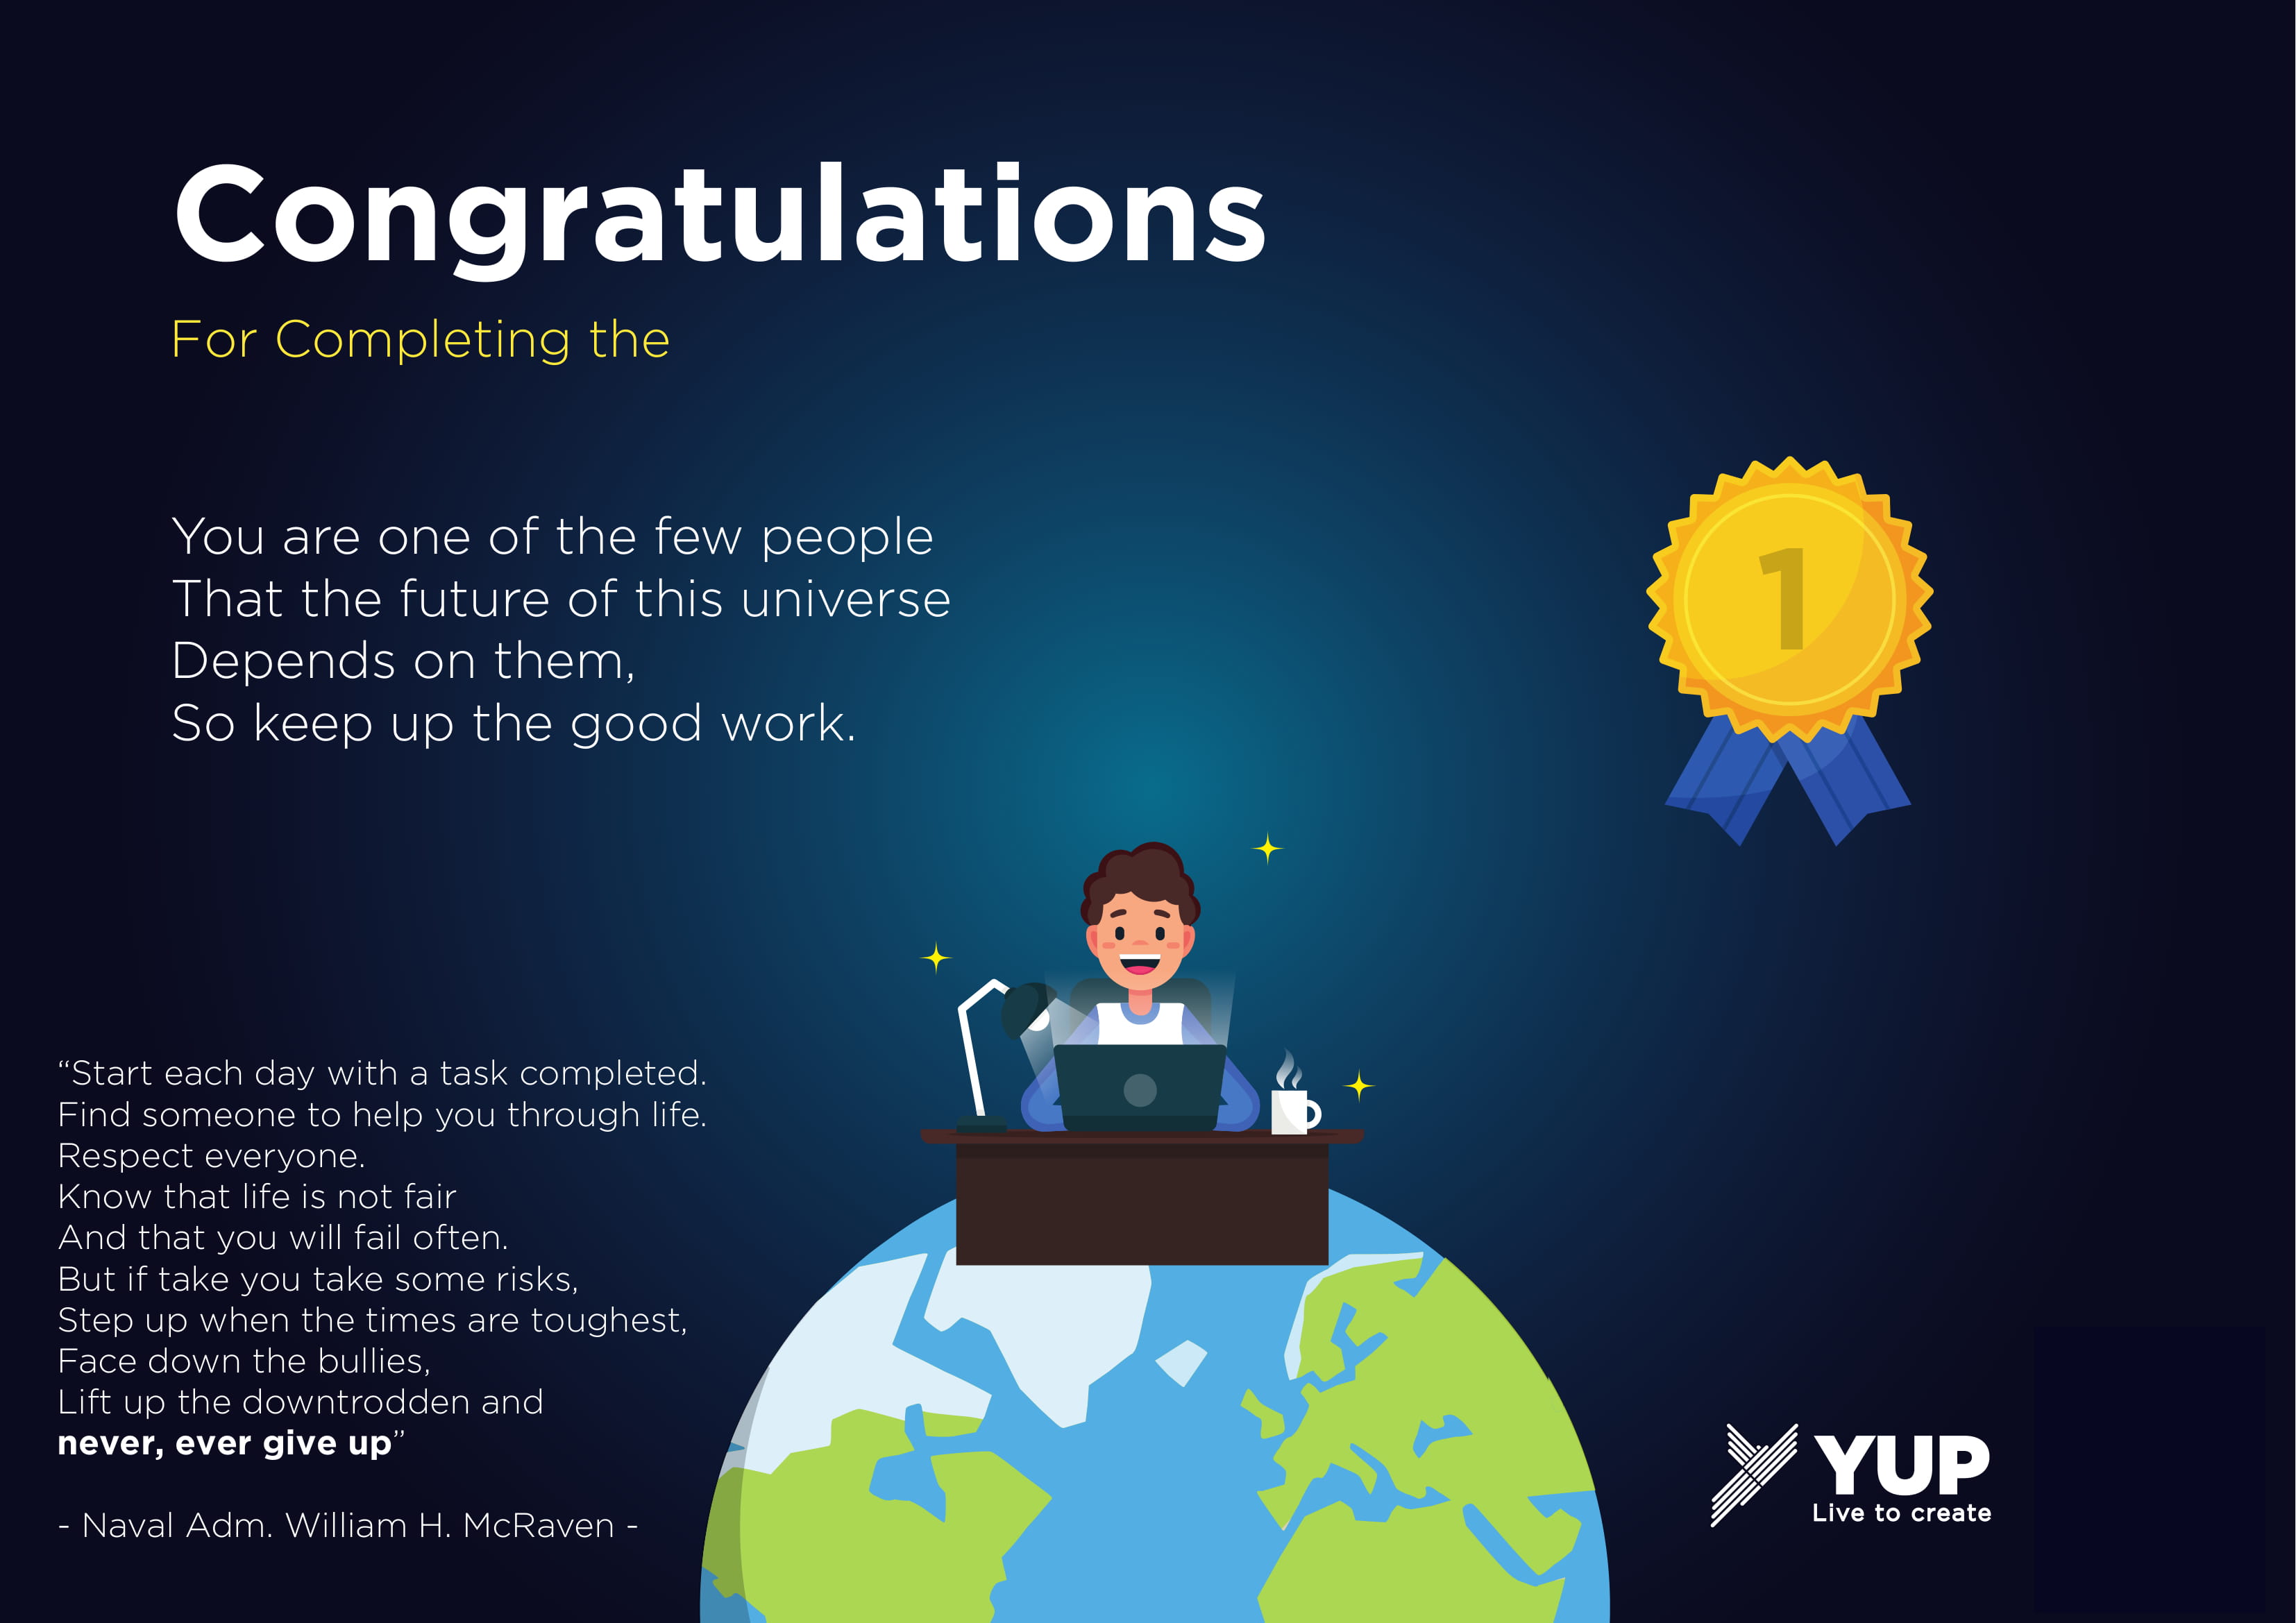 Congratulations
For Completing the
You are one of the few people
That the future of this universe
Depends on them,
So keep up the good work.
1
“Start each day with a task completed.
Find someone to help you through life.
Respect everyone.
Know that life is not fair
And that you will fail often.
But if take you take some risks,
Step up when the times are toughest,
Face down the bullies,
Lift up the downtrodden and
never, ever give up”
- Naval Adm. William H. McRaven -
YUP
Live to create